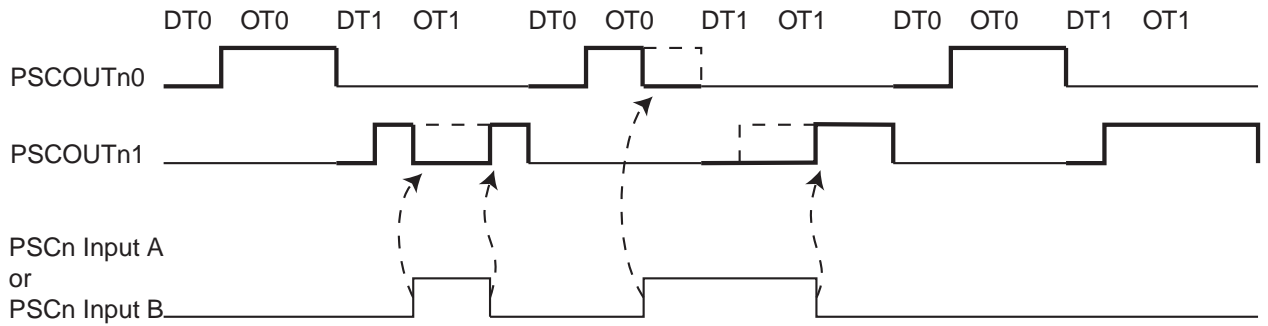 DT0 OT0 DT1 OT1 DT0 OT0 DT1 OT1 DT0 OT0 DT1 OT1
PSCOUTn0
PSCOUTn1
PSCn Input A
or
PSCn Input B